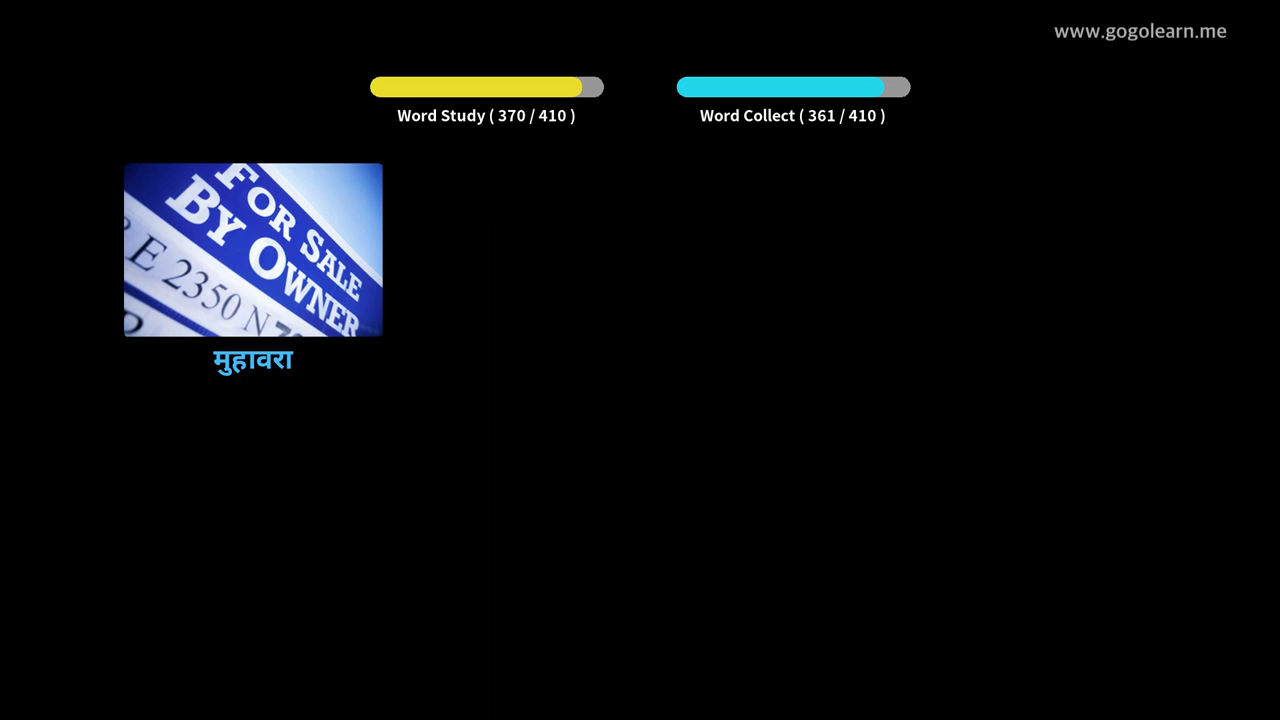 www.gogolearn.me
Word Study ( 370 / 410 )
Word Collect ( 361 / 410 )
FOR SALE
BY OWNER
E 2350 N
मुहावरा